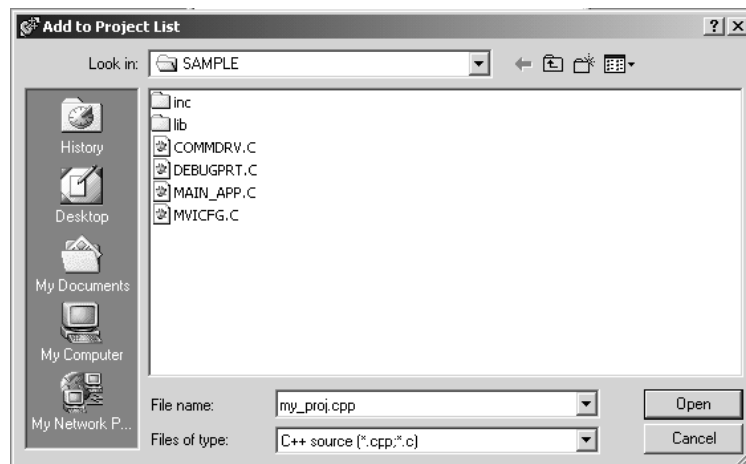 Add to Project List
? X
Look in: SAMPLE
History
Desktop
My Documents
My Computer
My Network P...
inc
lib
COMMDRV.C
DEBUGPRT.C
MAIN_APP.C
MVICFG.C
File name: my_proj.cpp Open
Files of type: C++ source (*.cpp;*.c) Cancel